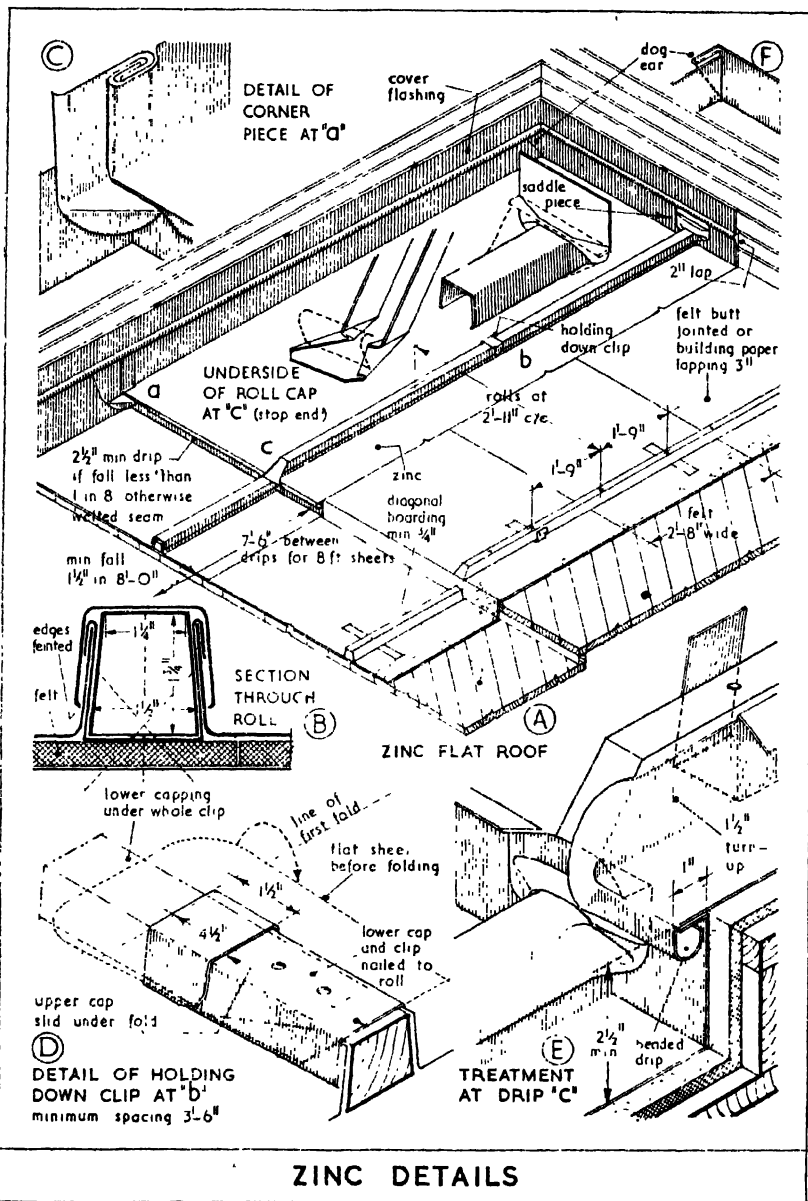 C
DETAIL OF
CORNER
PIECE AT "a"
cover
flashing
dog
ear
F
saddle
piece
2" lap
felt butt
jointed or
building paper
lapping 3"
holding
down clip
UNDERSIDE
OF ROLL CAP
AT "C" (stop end)
a
b
c
rolls at
2'-11" c/c
1'-9"
1'-9"
2½" min drip
if fall less than
1 in 8 otherwise
welted seam
zinc
diagonal
boarding
min ¾"
felt
2'-8" wide
7'-6" between
drips for 8 ft sheets
min fall
1½" in 8'-0"
edges
feinted
felt
1¼"
1½"
SECTION
THROUGH
ROLL
B
A
ZINC FLAT ROOF
lower capping
under whole clip
line of
first fold
flat sheet
before folding
1½"
4½"
lower cap
and clip
nailed to
roll
upper cap
slid under fold
D
DETAIL OF HOLDING
DOWN CLIP AT "b"
minimum spacing 3'-6"
1½"
turn-
up
1"
2½"
min
beaded
drip
E
TREATMENT
AT DRIP "C"
ZINC DETAILS